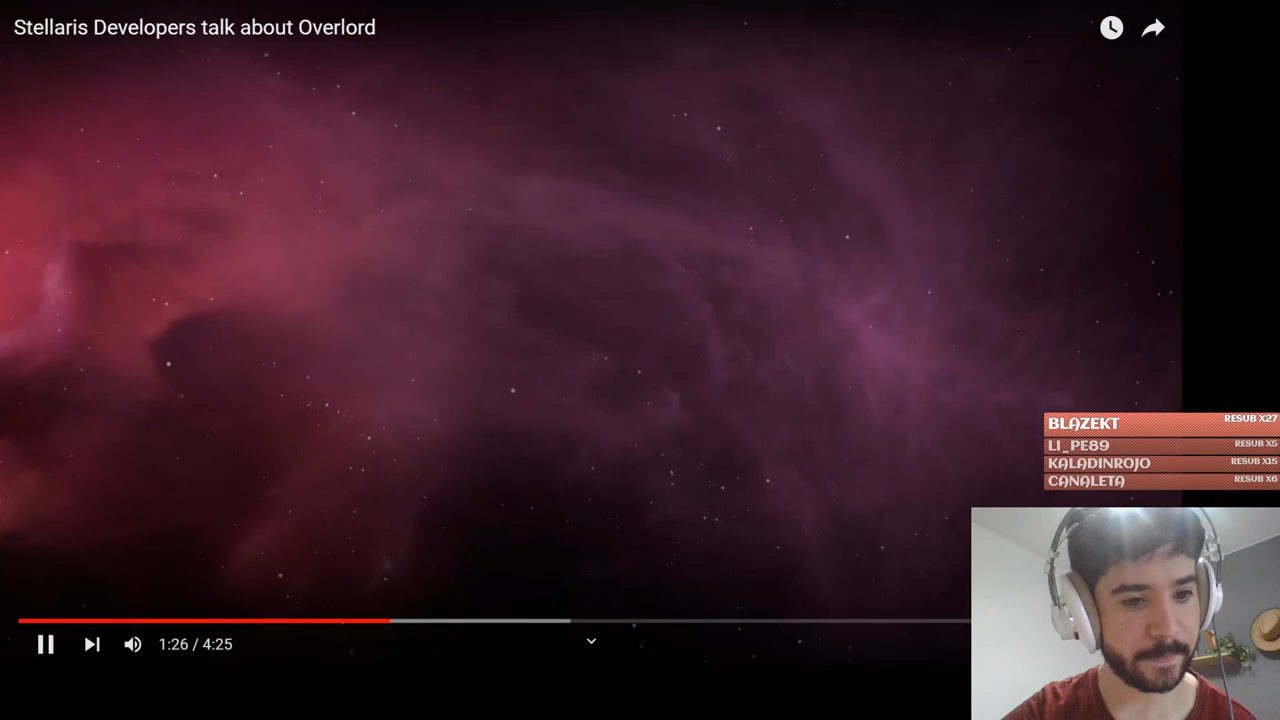 Stellaris Developers talk about Overlord
BLAZEKT RESUB X27
LI_PE89 RESUB X5
KALADINROJO RESUB X15
CANALETA RESUB X6
1:26 / 4:25